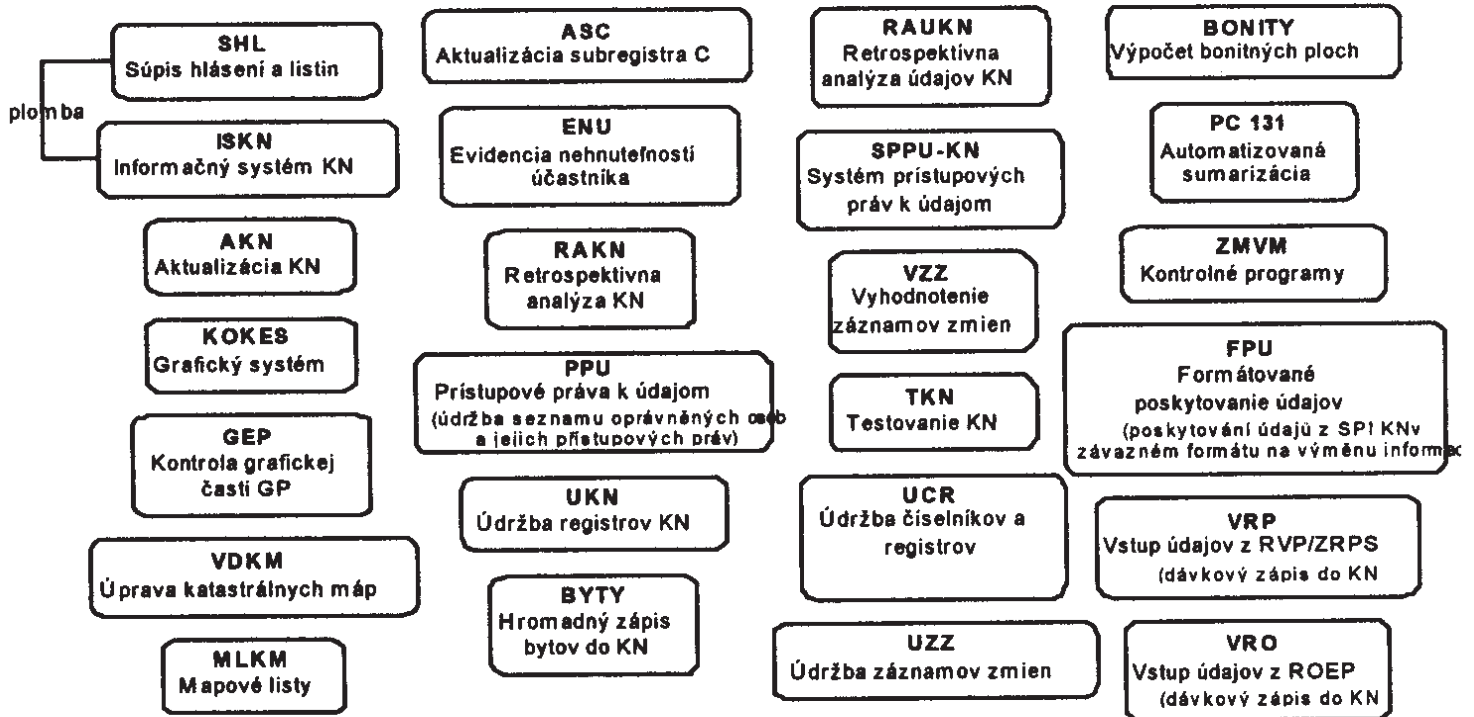 SHL
Súpis hlásení a listin
plomba
ISKN
Informačný systém KN
AKN
Aktualizácia KN
KOKES
Grafický systém
GEP
Kontrola grafickej
častí GP
VDKM
Úprava katastrálnych máp
MLKM
Mapové listy
ASC
Aktualizácia subregistra C
ENU
Evidencia nehnuteľností
účastníka
RAKN
Retrospektivna
analýza KN
PPU
Prístupové práva k údajom
(údržba seznamu oprávněných osob
a jejich přístupových práv)
UKN
Údržba registrov KN
BYTY
Hromadný zápis
bytov do KN
RAUKN
Retrospektívna
analýza údajov KN
SPPU-KN
Systém prístupových
práv k údajom
VZZ
Vyhodnotenie
záznamov zmien
TKN
Testovanie KN
UCR
Údržba číselníkov a
registrov
UZZ
Údržba záznamov zmien
BONITY
Výpočet bonitných ploch
PC 131
Automatizovaná
sumarizácia
ZMVM
Kontrolné programy
FPU
Formátované
poskytovanie údajov
(poskytování údajů z SPI KNv
závazném formátu na výměnu informac
VRP
Vstup údajov z RVP/ZRPS
(dávkový zápis do KN
VRO
Vstup údajov z ROEP
(dávkový zápis do KN